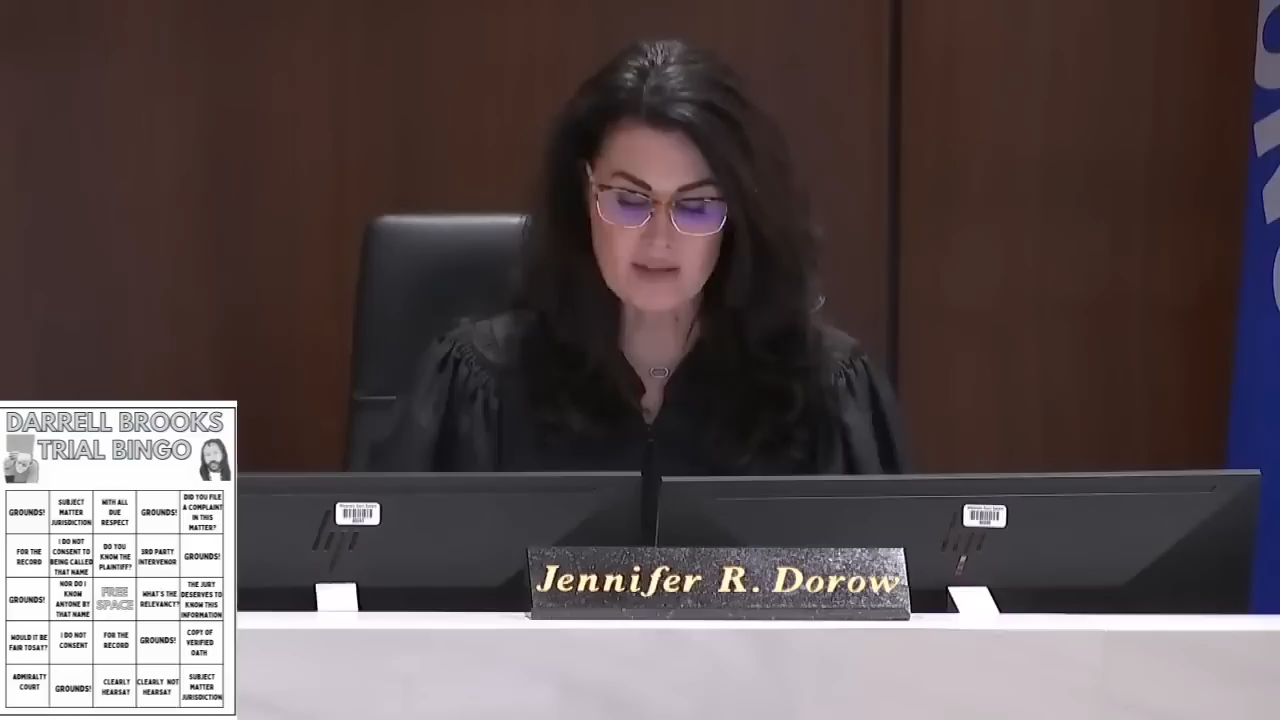 Jennifer R. Dorow
DARRELL BROOKS
TRIAL BINGO
GROUNDS!
SUBJECT
MATTER
JURISDICTION
WITH ALL
DUE
RESPECT
GROUNDS!
DID YOU FILE
A COMPLAINT
IN THIS
MATTER?
FOR THE
RECORD
I DO NOT
CONSENT TO
BEING CALLED
THAT NAME
DO YOU
KNOW THE
PLAINTIFF?
3RD PARTY
INTERVENOR
GROUNDS!
GROUNDS!
NOR DO I
KNOW
ANYONE BY
THAT NAME
FREE
SPACE
WHAT'S THE
RELEVANCY?
THE JURY
DESERVES TO
KNOW THIS
INFORMATION
WOULD IT BE
FAIR TOSAY?
I DO NOT
CONSENT
FOR THE
RECORD
GROUNDS!
COPY OF
VERIFIED
OATH
ADMIRALTY
COURT
GROUNDS!
CLEARLY
HEARSAY
CLEARLY NOT
HEARSAY
SUBJECT
MATTER
JURISDICTION